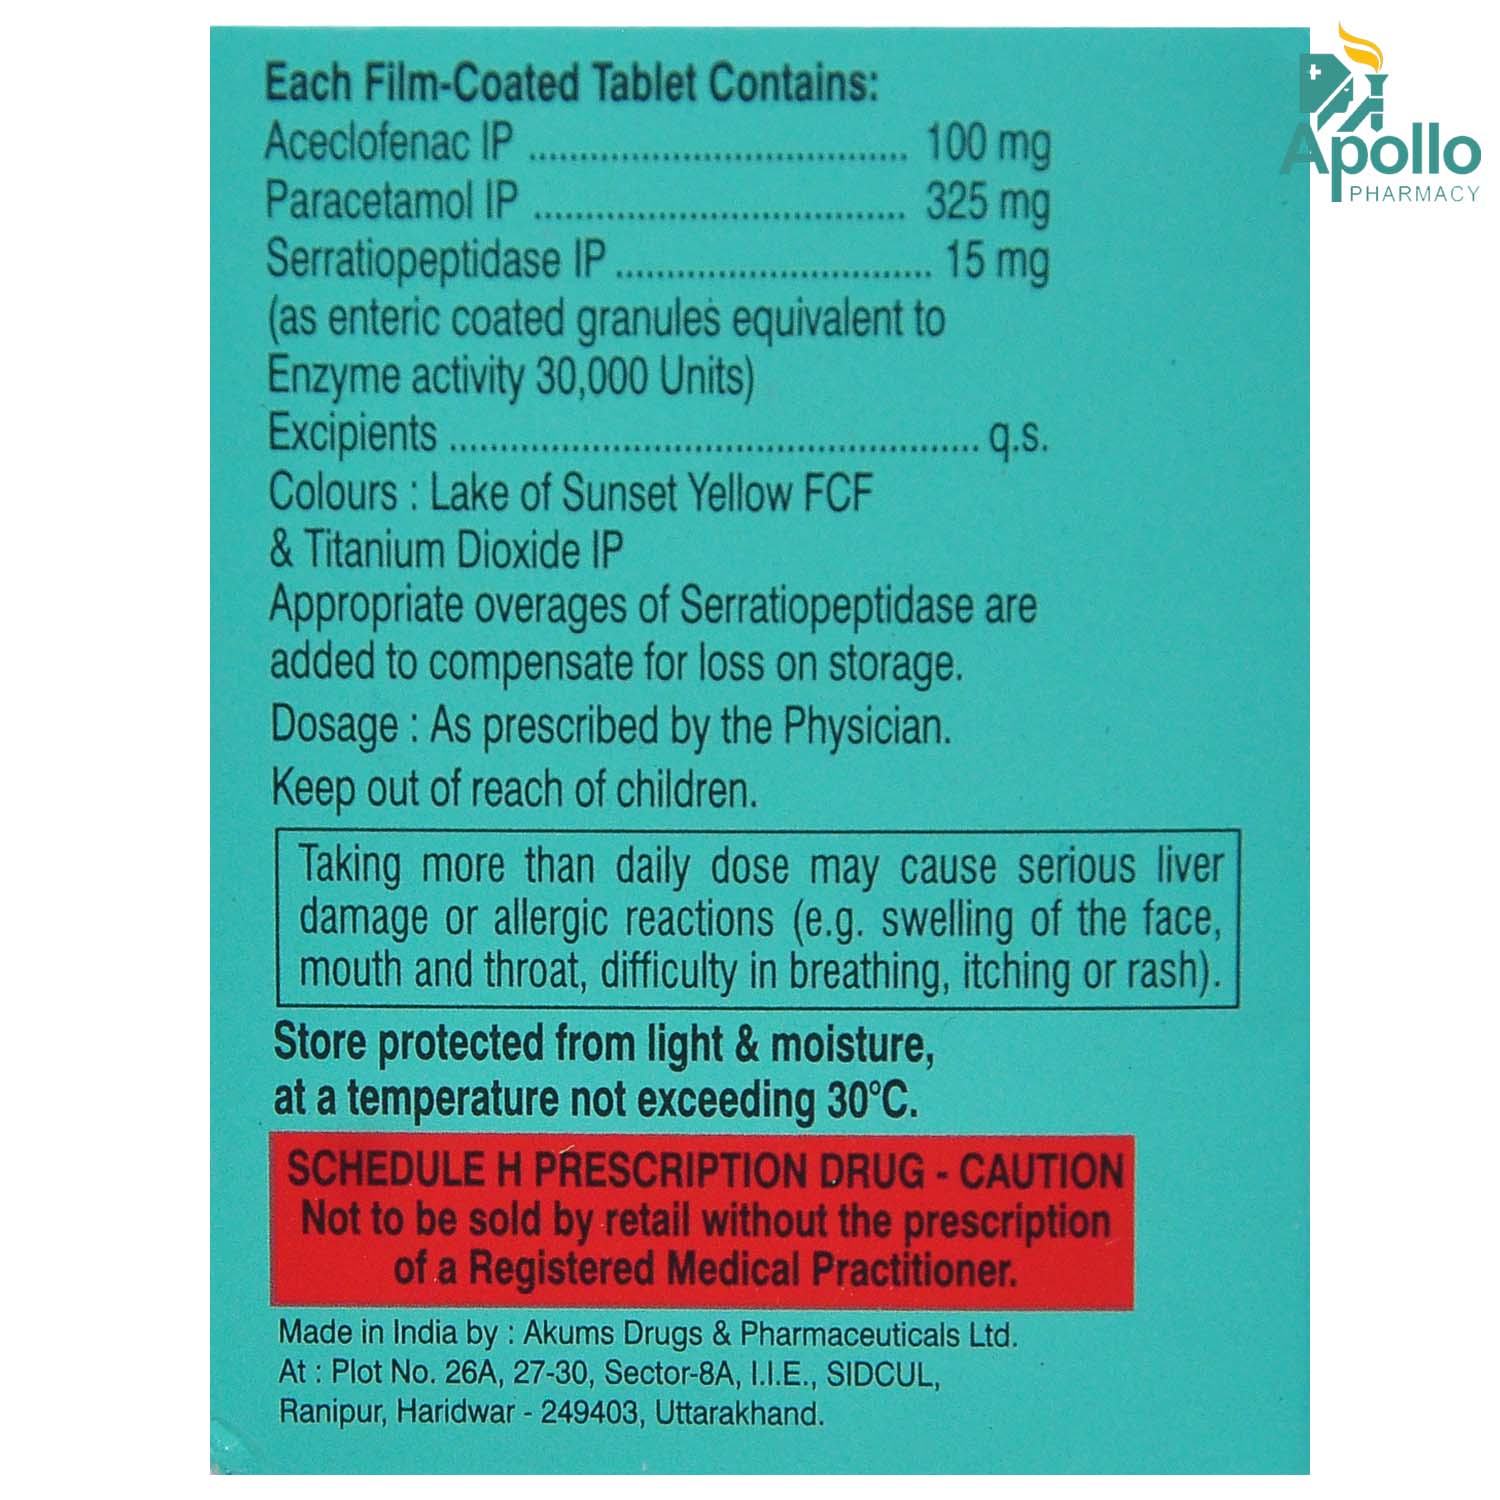 Apollo
PHARMACY
Each Film-Coated Tablet Contains:
Aceclofenac IP ..................................... 100 mg
Paracetamol IP .................................... 325 mg
Serratiopeptidase IP ............................... 15 mg
(as enteric coated granules equivalent to
Enzyme activity 30,000 Units)
Excipients .................................................... q.s.
Colours : Lake of Sunset Yellow FCF
& Titanium Dioxide IP
Appropriate overages of Serratiopeptidase are
added to compensate for loss on storage.
Dosage : As prescribed by the Physician.
Keep out of reach of children.
Taking more than daily dose may cause serious liver
damage or allergic reactions (e.g. swelling of the face,
mouth and throat, difficulty in breathing, itching or rash).
Store protected from light & moisture,
at a temperature not exceeding 30°C.
SCHEDULE H PRESCRIPTION DRUG - CAUTION
Not to be sold by retail without the prescription
of a Registered Medical Practitioner.
Made in India by : Akums Drugs & Pharmaceuticals Ltd.
At : Plot No. 26A, 27-30, Sector-8A, I.I.E., SIDCUL,
Ranipur, Haridwar - 249403, Uttarakhand.